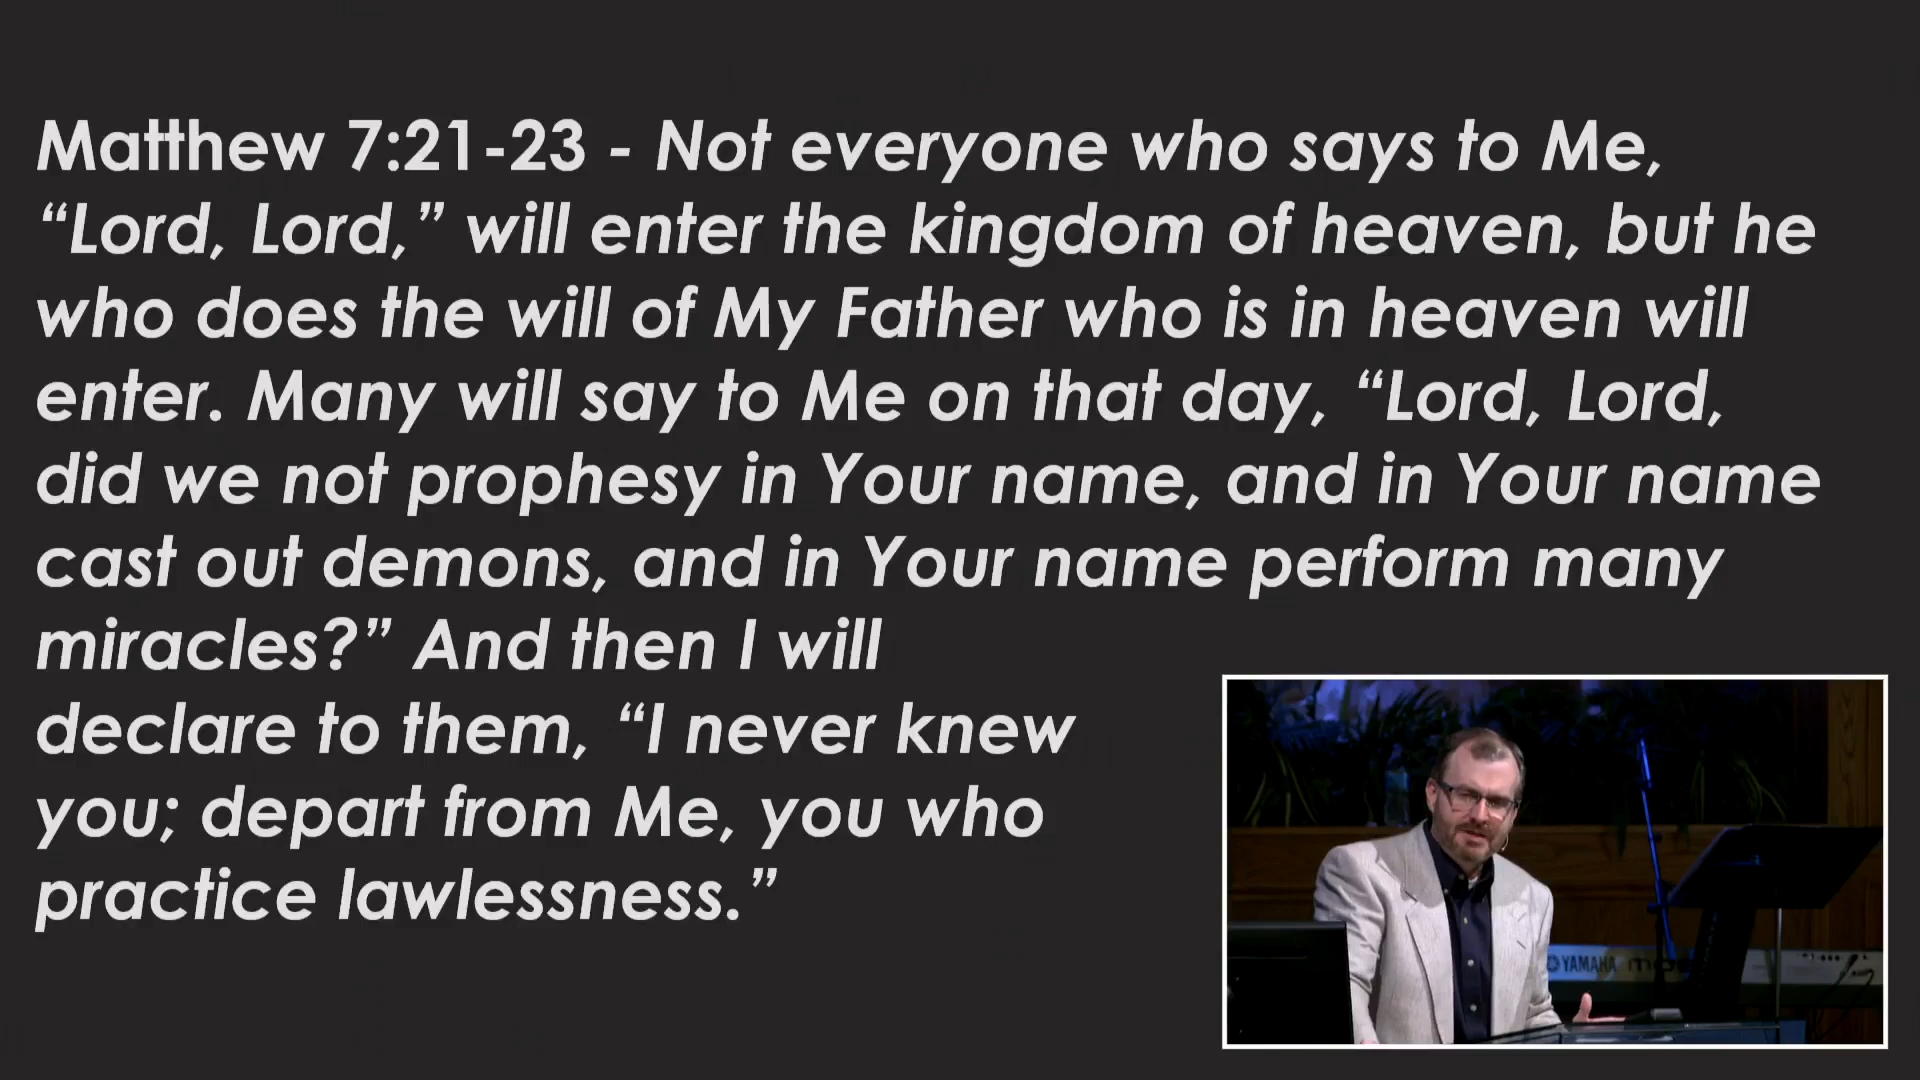 Matthew 7:21-23 - Not everyone who says to Me,
“Lord, Lord,” will enter the kingdom of heaven, but he
who does the will of My Father who is in heaven will
enter. Many will say to Me on that day, “Lord, Lord,
did we not prophesy in Your name, and in Your name
cast out demons, and in Your name perform many
miracles?” And then I will
declare to them, “I never knew
you; depart from Me, you who
practice lawlessness.”
YAMAHA